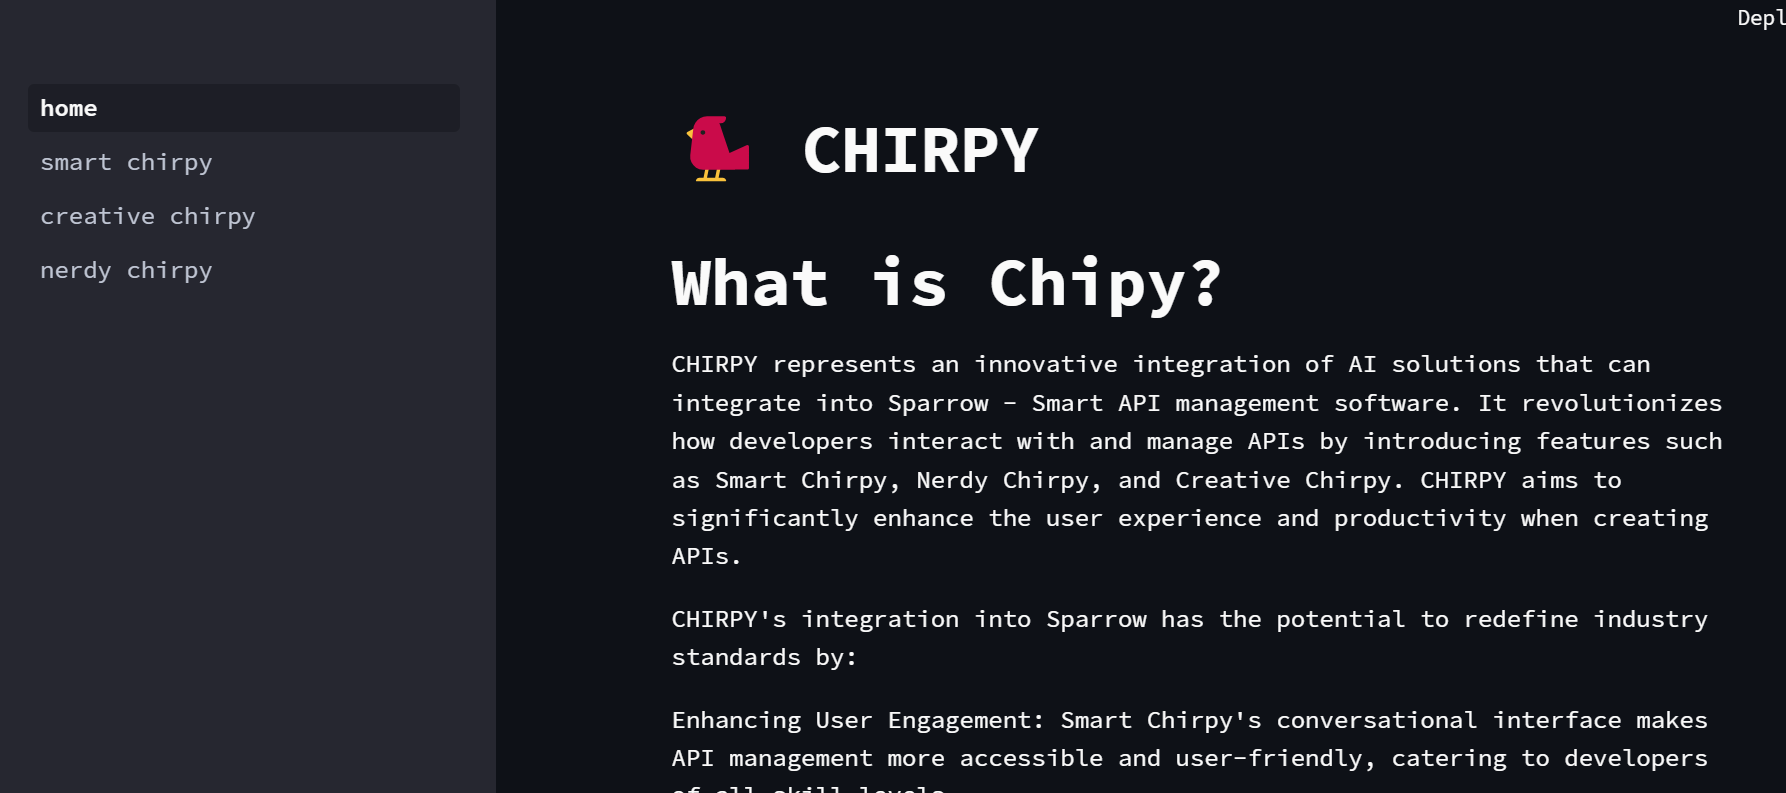 Depl
home
smart chirpy
creative chirpy
nerdy chirpy
CHIRPY
What is Chipy?
CHIRPY represents an innovative integration of AI solutions that can
integrate into Sparrow - Smart API management software. It revolutionizes
how developers interact with and manage APIs by introducing features such
as Smart Chirpy, Nerdy Chirpy, and Creative Chirpy. CHIRPY aims to
significantly enhance the user experience and productivity when creating
APIs.
CHIRPY's integration into Sparrow has the potential to redefine industry
standards by:
Enhancing User Engagement: Smart Chirpy's conversational interface makes
API management more accessible and user-friendly, catering to developers
of all skill levels